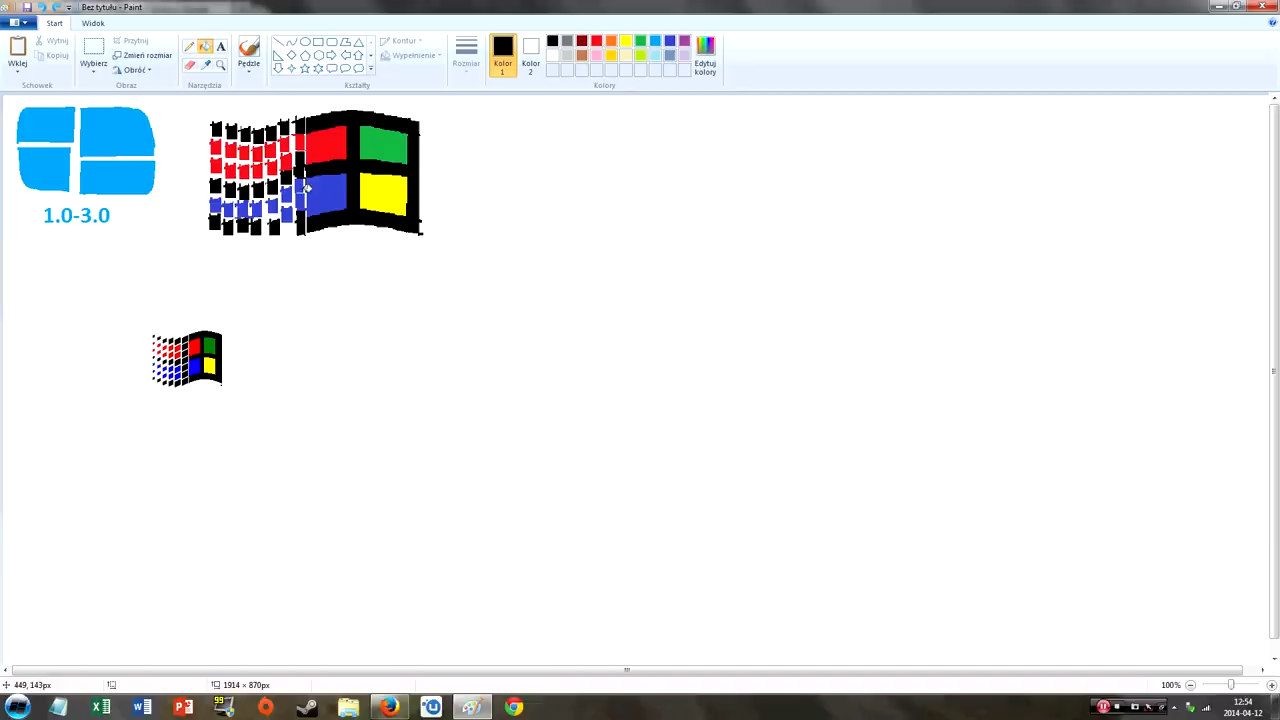 Bez tytułu - Paint
Start Widok
Wklej
Wytnij
Kopiuj
Schowek
Wybierz
Przytnij
Zmień rozmiar
Obróć
Obraz
A
Narzędzia
Pędzle
Kształty
Kontur
Wypełnienie
Rozmiar
Kolor 1
Kolor 2
Kolory
Edytuj kolory
1.0-3.0
449, 143px
1914 × 870px
100%
99
12:54
2014-04-12